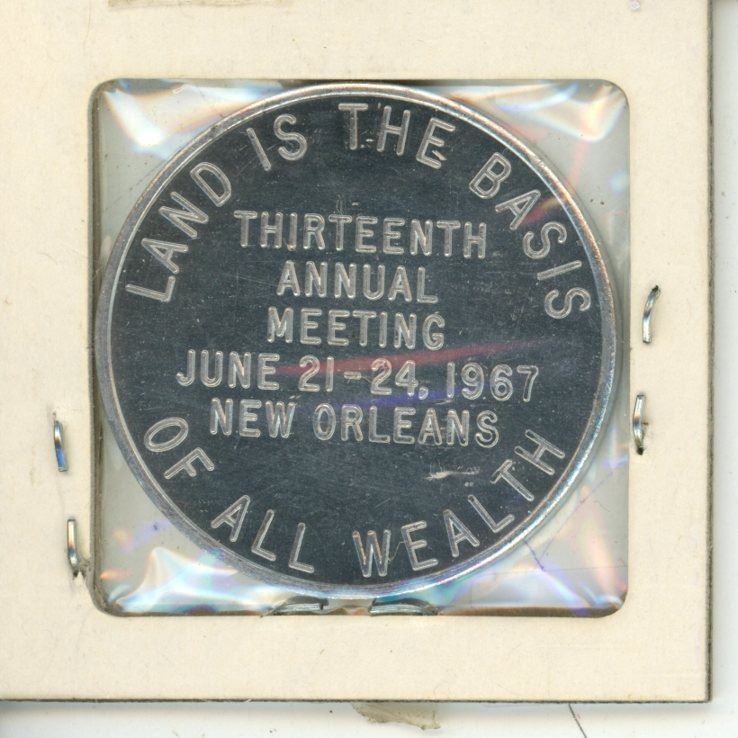 LAND IS THE BASIS
THIRTEENTH
ANNUAL
MEETING
JUNE 21-24, 1967
NEW ORLEANS
OF ALL WEALTH